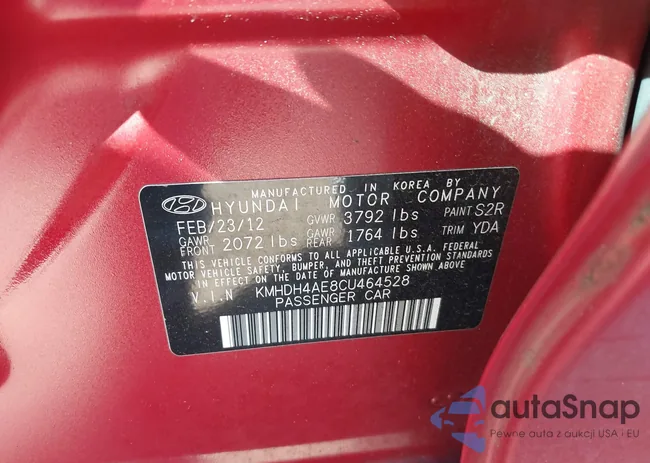 MANUFACTURED IN KOREA BY
HYUNDAI MOTOR COMPANY
FEB/23/12 GVWR 3792 lbs PAINT S2R
GAWR FRONT 2072 lbs GAWR REAR 1764 lbs TRIM YDA
THIS VEHICLE CONFORMS TO ALL APPLICABLE U.S.A. FEDERAL
MOTOR VEHICLE SAFETY, BUMPER, AND THEFT PREVENTION STANDARDS
IN EFFECT ON THE DATE OF MANUFACTURE SHOWN ABOVE.
V.I.N KMHDH4AE8CU464528
PASSENGER CAR
autaSnap
Pewne auta z aukcji USA i EU